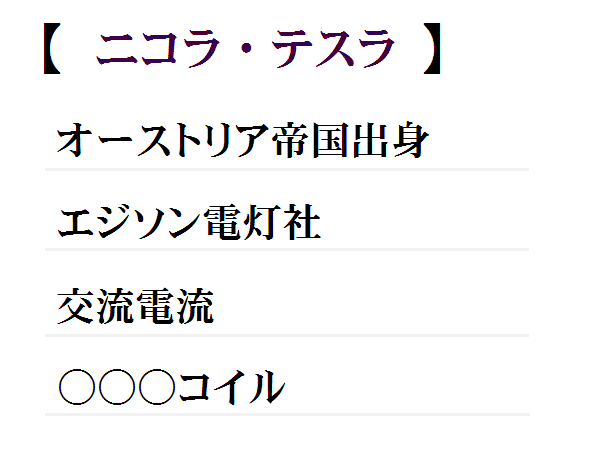 【 ニコラ・テスラ 】
オーストリア帝国出身
エジソン電灯社
交流電流
○○○コイル